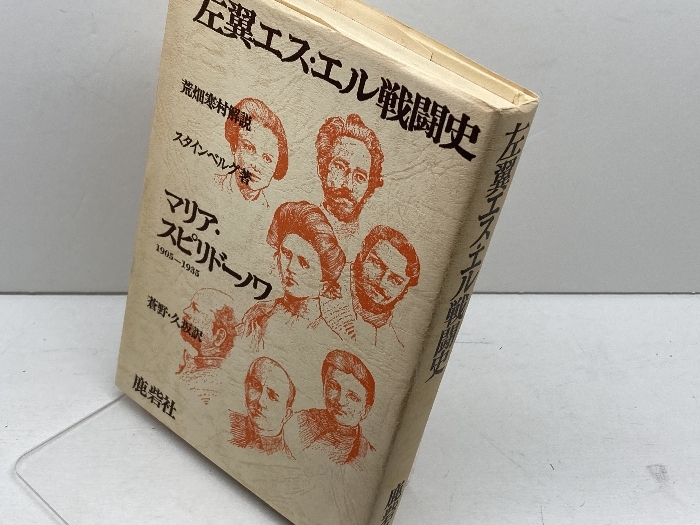 左翼エス・エル戦闘史
荒畑寒村解説
スタインベルグ著
マリア・
スピリドーノワ
1905—1935
蒼野・久坂訳
鹿砦社
左翼エス・エル戦闘史
鹿砦